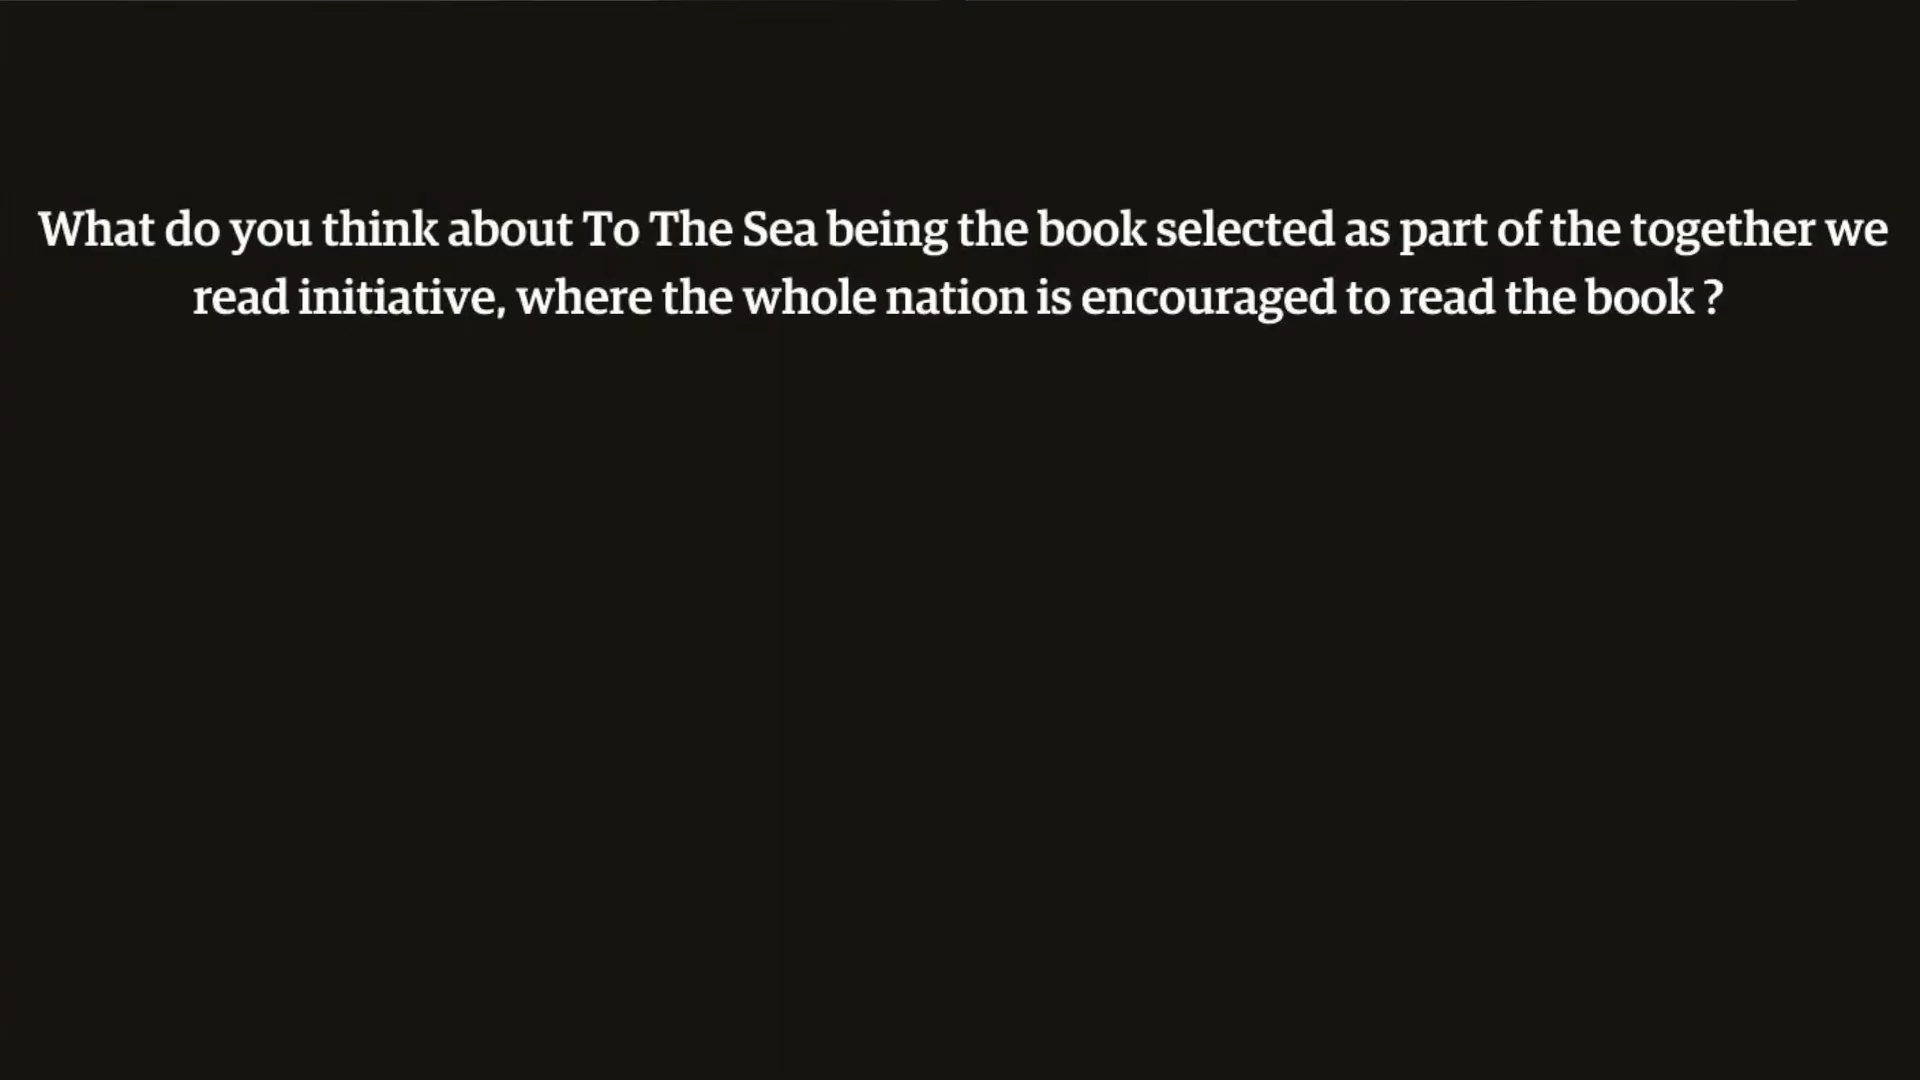 What do you think about To The Sea being the book selected as part of the together we
read initiative, where the whole nation is encouraged to read the book ?